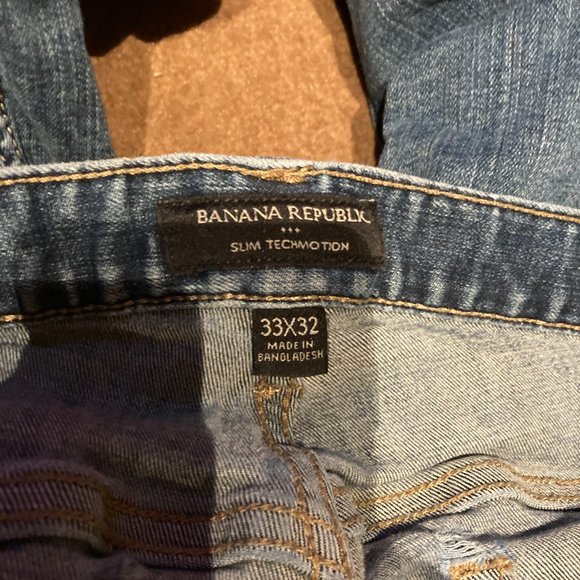 BANANA REPUBLIC
SLIM TECHMOTION
33X32
MADE IN
BANGLADESH